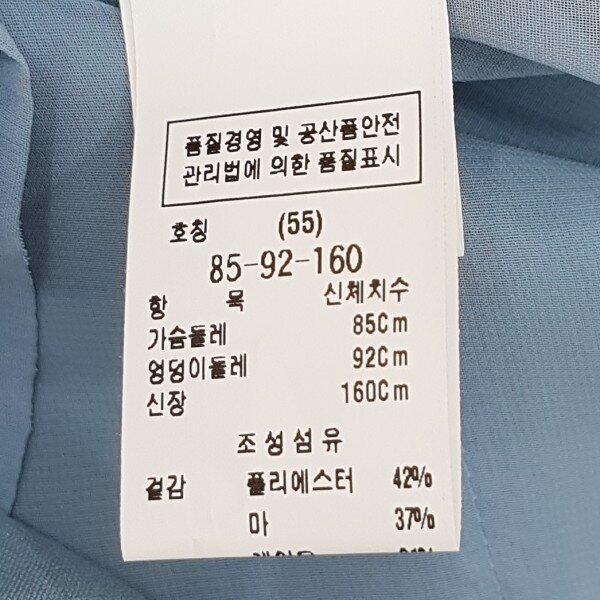 품질경영 및 공산품안전
관리법에 의한 품질표시
호칭 (55)
85-92-160
항 목 신체치수
가슴둘레 85Cm
엉덩이둘레 92Cm
신장 160Cm
조성섬유
겉감 폴리에스터 42%
마 37%